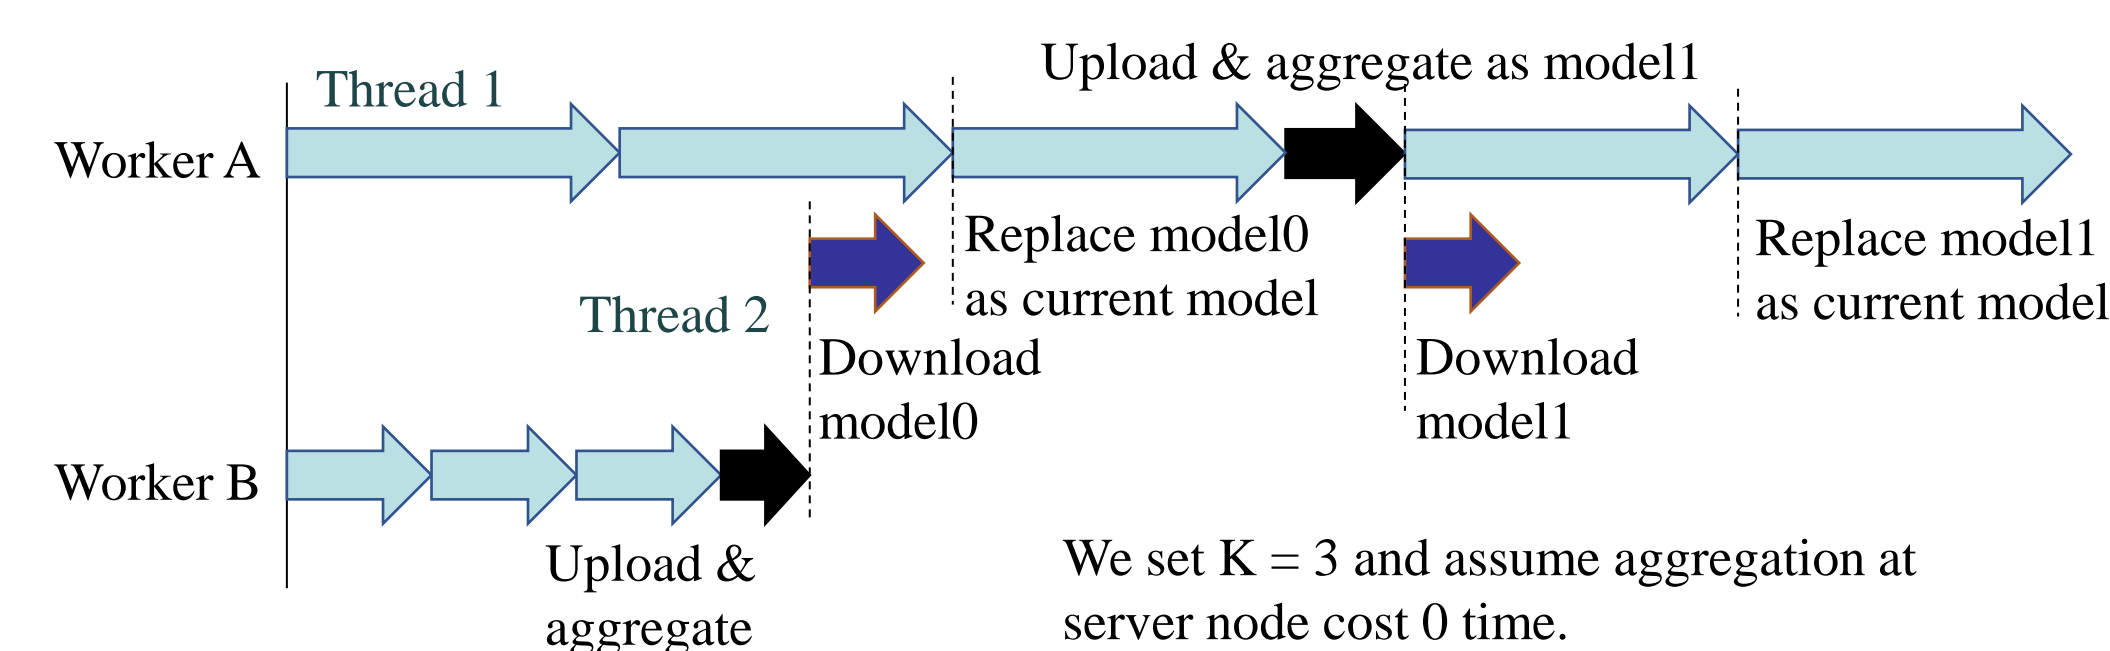 Upload & aggregate as model1
Thread 1
Worker A
Replace model0
as current model
Replace model1
as current model
Thread 2
Download
model0
Download
model1
Worker B
Upload &
aggregate
We set K = 3 and assume aggregation at
server node cost 0 time.